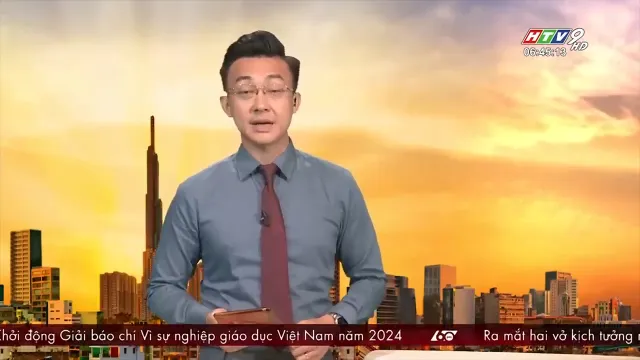 HTV9
HD
06:45:13
Khởi động Giải báo chí Vì sự nghiệp giáo dục Việt Nam năm 2024
60
Ra mắt hai vở kịch tưởng